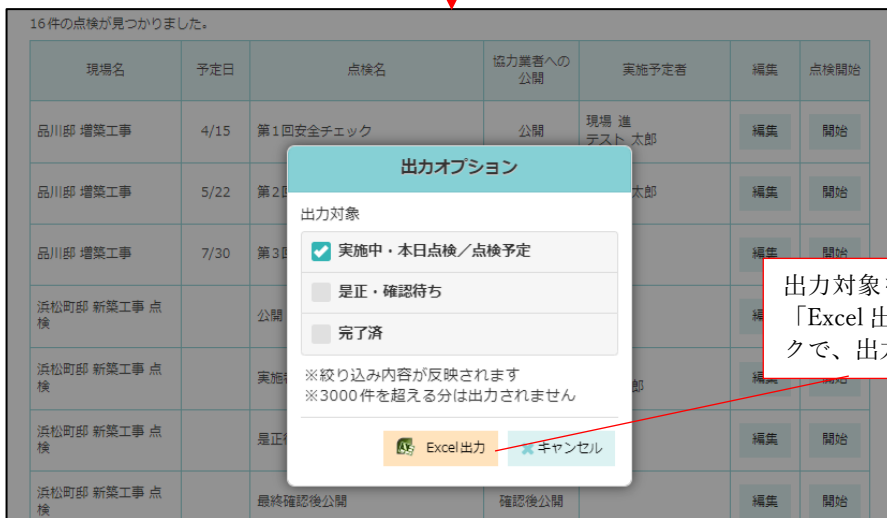 16件の点検が見つかりました。
現場名 予定日 点検名 協力業者への公開 実施予定者 編集 点検開始
品川邸 増築工事 4/15 第1回安全チェック 公開 現場 進 テスト 太郎 編集 開始
品川邸 増築工事 5/22 第2回 太郎 編集 開始
品川邸 増築工事 7/30 第3回 編集 開始
浜松町邸 新築工事 点検 公開 開始
浜松町邸 新築工事 点検 実施 郎 編集 開始
浜松町邸 新築工事 点検 是正 編集 開始
浜松町邸 新築工事 点検 最終確認後公開 確認後公開 編集 開始
出力オプション
出力対象
実施中・本日点検／点検予定
是正・確認待ち
完了済
※絞り込み内容が反映されます
※3000件を超える分は出力されません
Excel出力 キャンセル
出力対象
「Excel 出
クで、出